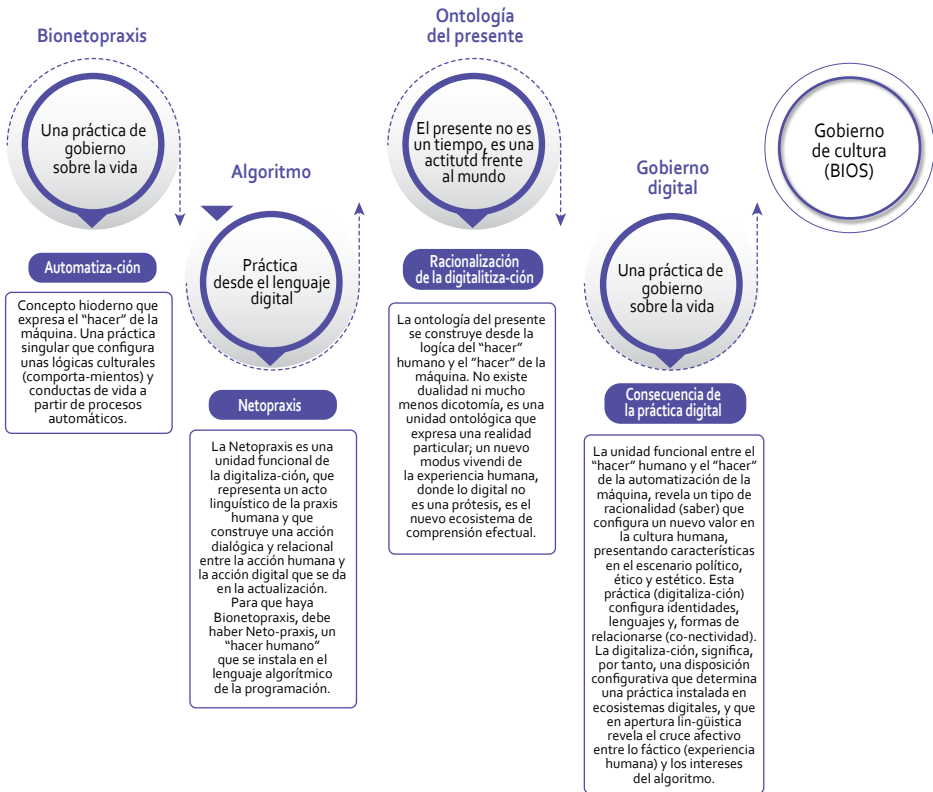 Bionetopraxis
Una práctica de
gobierno
sobre la vida
Automatiza-ción
Concepto hioderno que
expresa el "hacer" de la
máquina. Una práctica
singular que configura
unas lógicas culturales
(comporta-mientos) y
conductas de vida a
partir de procesos
automáticos.
Algoritmo
Práctica
desde el lenguaje
digital
Netopraxis
La Netopraxis es una
unidad funcional de
la digitaliza-ción, que
representa un acto
linguístico de la praxis
humana y que
construye una acción
dialógica y relacional
entre la acción humana y
la acción digital que se da
en la actualización.
Para que haya
Bionetopraxis, debe
haber Neto-praxis, un
"hacer humano"
que se instala en el
lenguaje algorítmico
de la programación.
Ontología
del presente
El presente no es
un tiempo, es una
actitutd frente
al mundo
Racionalización
de la digitalitiza-ción
La ontología del presente
se construye desde la
logíca del "hacer"
humano y el "hacer" de la
máquina. No existe
dualidad ni mucho
menos dicotomía, es una
unidad ontológica que
expresa una realidad
particular; un nuevo
modus vivendi de
la experiencia humana,
donde lo digital no
es una prótesis, es el
nuevo ecosistema de
comprensión efectual.
Gobierno
digital
Una práctica de
gobierno
sobre la vida
Consecuencia de
la práctica digital
La unidad funcional entre el
"hacer" humano y el "hacer"
de la automatización de la
máquina, revela un tipo de
racionalidad (saber) que
configura un nuevo valor en
la cultura humana,
presentando características
en el escenario político,
ético y estético. Esta
práctica (digitaliza-ción)
configura identidades,
lenguajes y, formas de
relacionarse (co-nectividad).
La digitaliza-ción, significa,
por tanto, una disposición
configurativa que determina
una práctica instalada en
ecosistemas digitales, y que
en apertura lin-güistica
revela el cruce afectivo
entre lo fáctico (experiencia
humana) y los intereses
del algoritmo.
Gobierno
de cultura
(BIOS)